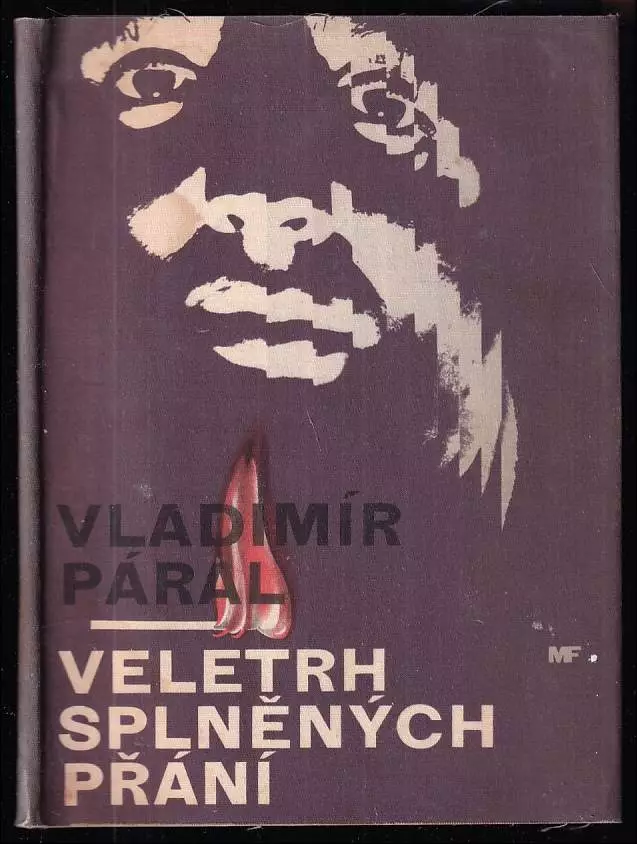 VLADIMÍR
PÁRAL
VELETRH
SPLNĚNÝCH
PŘÁNÍ
MF